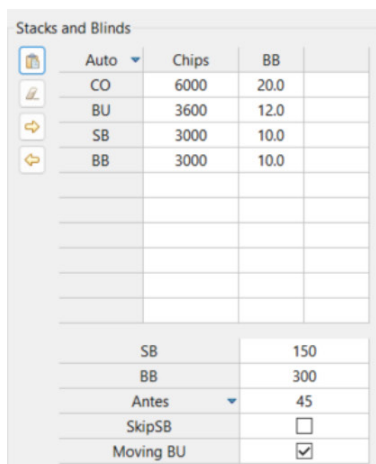 Stacks and Blinds
Auto Chips BB
CO 6000 20.0
BU 3600 12.0
SB 3000 10.0
BB 3000 10.0
SB 150
BB 300
Antes 45
SkipSB
Moving BU